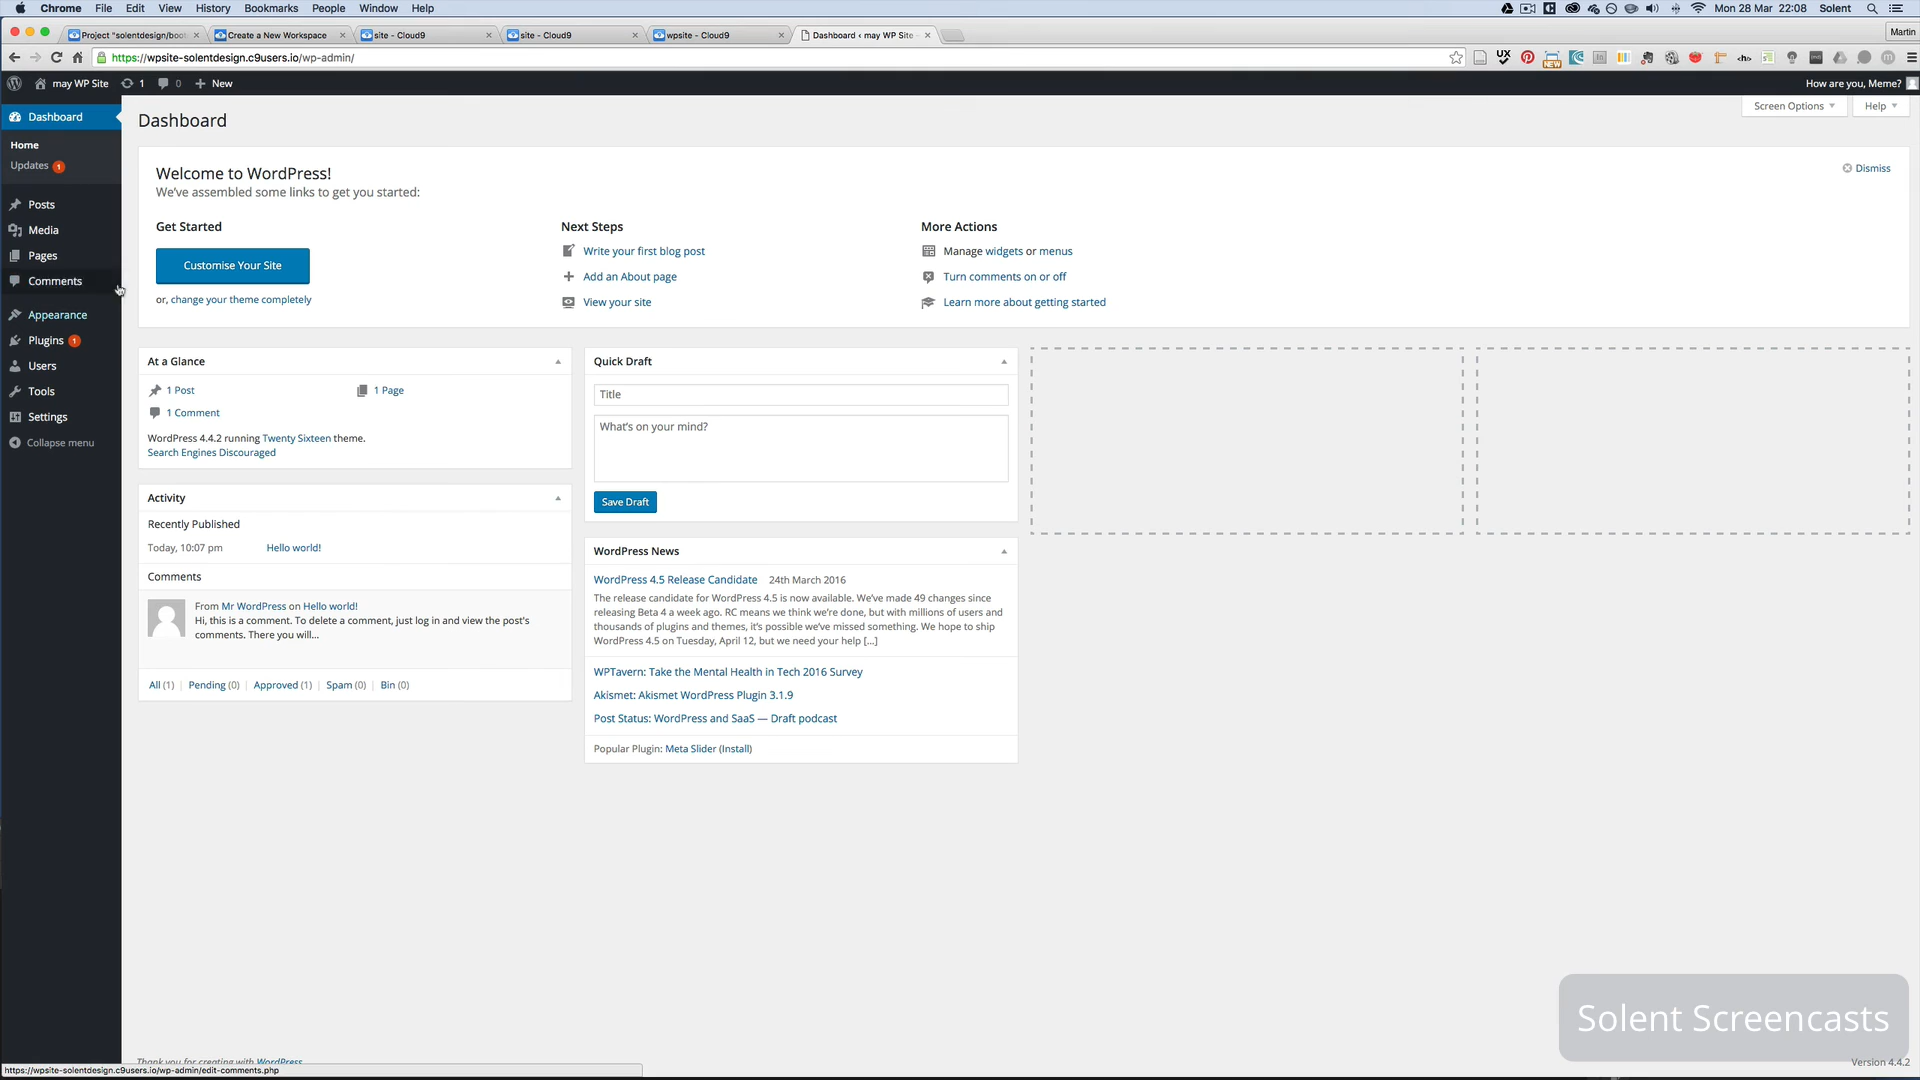 Chrome File Edit View History Bookmarks People Window Help Mon 28 Mar 22:08 Solent
Project "solentdesign/boo Create a New Workspace site - Cloud9 site - Cloud9 wpsite - Cloud9 Dashboard ‹ may WP Site - Martin
https://wpsite-solentdesign.c9users.io/wp-admin/
may WP Site 1 0 + New How are you, Meme?
Dashboard
Home
Updates 1
Posts
Media
Pages
Comments
Appearance
Plugins 1
Users
Tools
Settings
Collapse menu
Dashboard
Screen Options Help
Welcome to WordPress!
We've assembled some links to get you started:
Dismiss
Get Started
Customise Your Site
or, change your theme completely
Next Steps
Write your first blog post
Add an About page
View your site
More Actions
Manage widgets or menus
Turn comments on or off
Learn more about getting started
At a Glance
1 Post 1 Page
1 Comment
WordPress 4.4.2 running Twenty Sixteen theme.
Search Engines Discouraged
Activity
Recently Published
Today, 10:07 pm Hello world!
Comments
From Mr WordPress on Hello world!
Hi, this is a comment. To delete a comment, just log in and view the post's
comments. There you will...
All (1) | Pending (0) | Approved (1) | Spam (0) | Bin (0)
Quick Draft
Title
What's on your mind?
Save Draft
WordPress News
WordPress 4.5 Release Candidate 24th March 2016
The release candidate for WordPress 4.5 is now available. We've made 49 changes since
releasing Beta 4 a week ago. RC means we think we're done, but with millions of users and
thousands of plugins and themes, it's possible we've missed something. We hope to ship
WordPress 4.5 on Tuesday, April 12, but we need your help [...]
WPTavern: Take the Mental Health in Tech 2016 Survey
Akismet: Akismet WordPress Plugin 3.1.9
Post Status: WordPress and SaaS — Draft podcast
Popular Plugin: Meta Slider (Install)
Solent Screencasts
Thank you for creating with WordPress
Version 4.4.2
https://wpsite-solentdesign.c9users.io/wp-admin/edit-comments.php